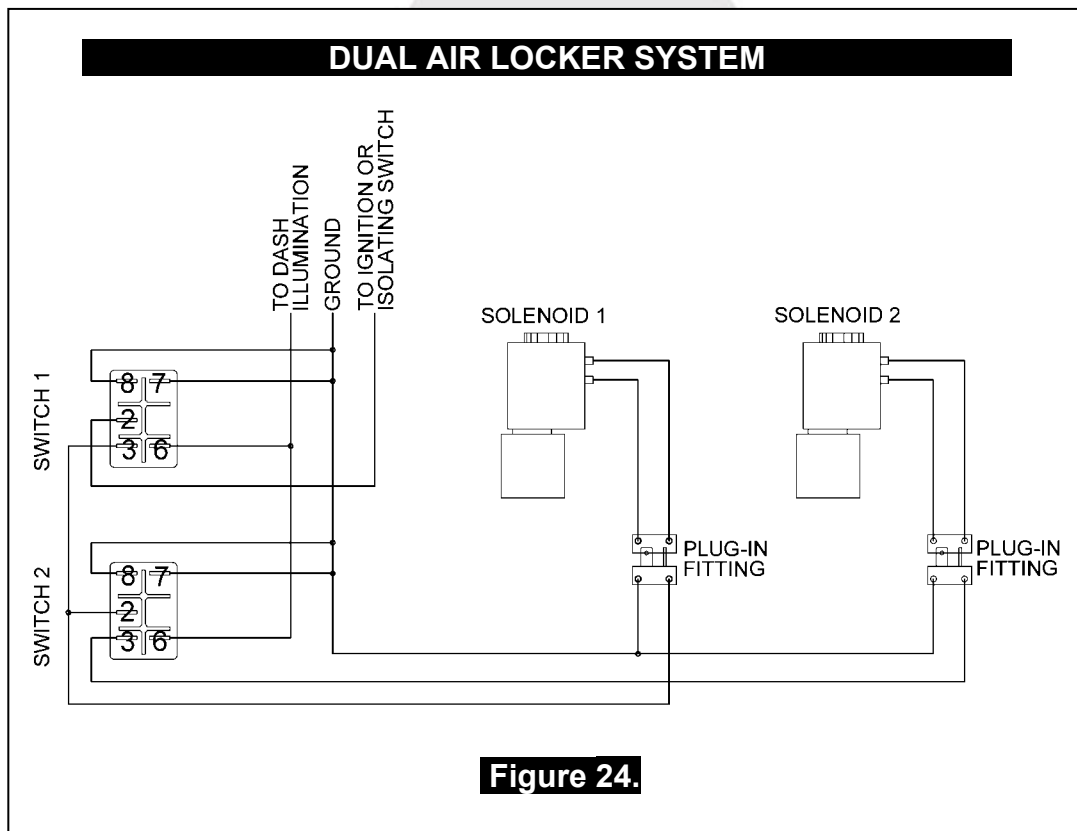 DUAL AIR LOCKER SYSTEM
TO DASH
ILLUMINATION
GROUND
TO IGNITION OR
ISOLATING SWITCH
SOLENOID 1
SOLENOID 2
SWITCH 1
8 7
2
3 6
SWITCH 2
8 7
2
3 6
PLUG-IN
FITTING
PLUG-IN
FITTING
Figure 24.